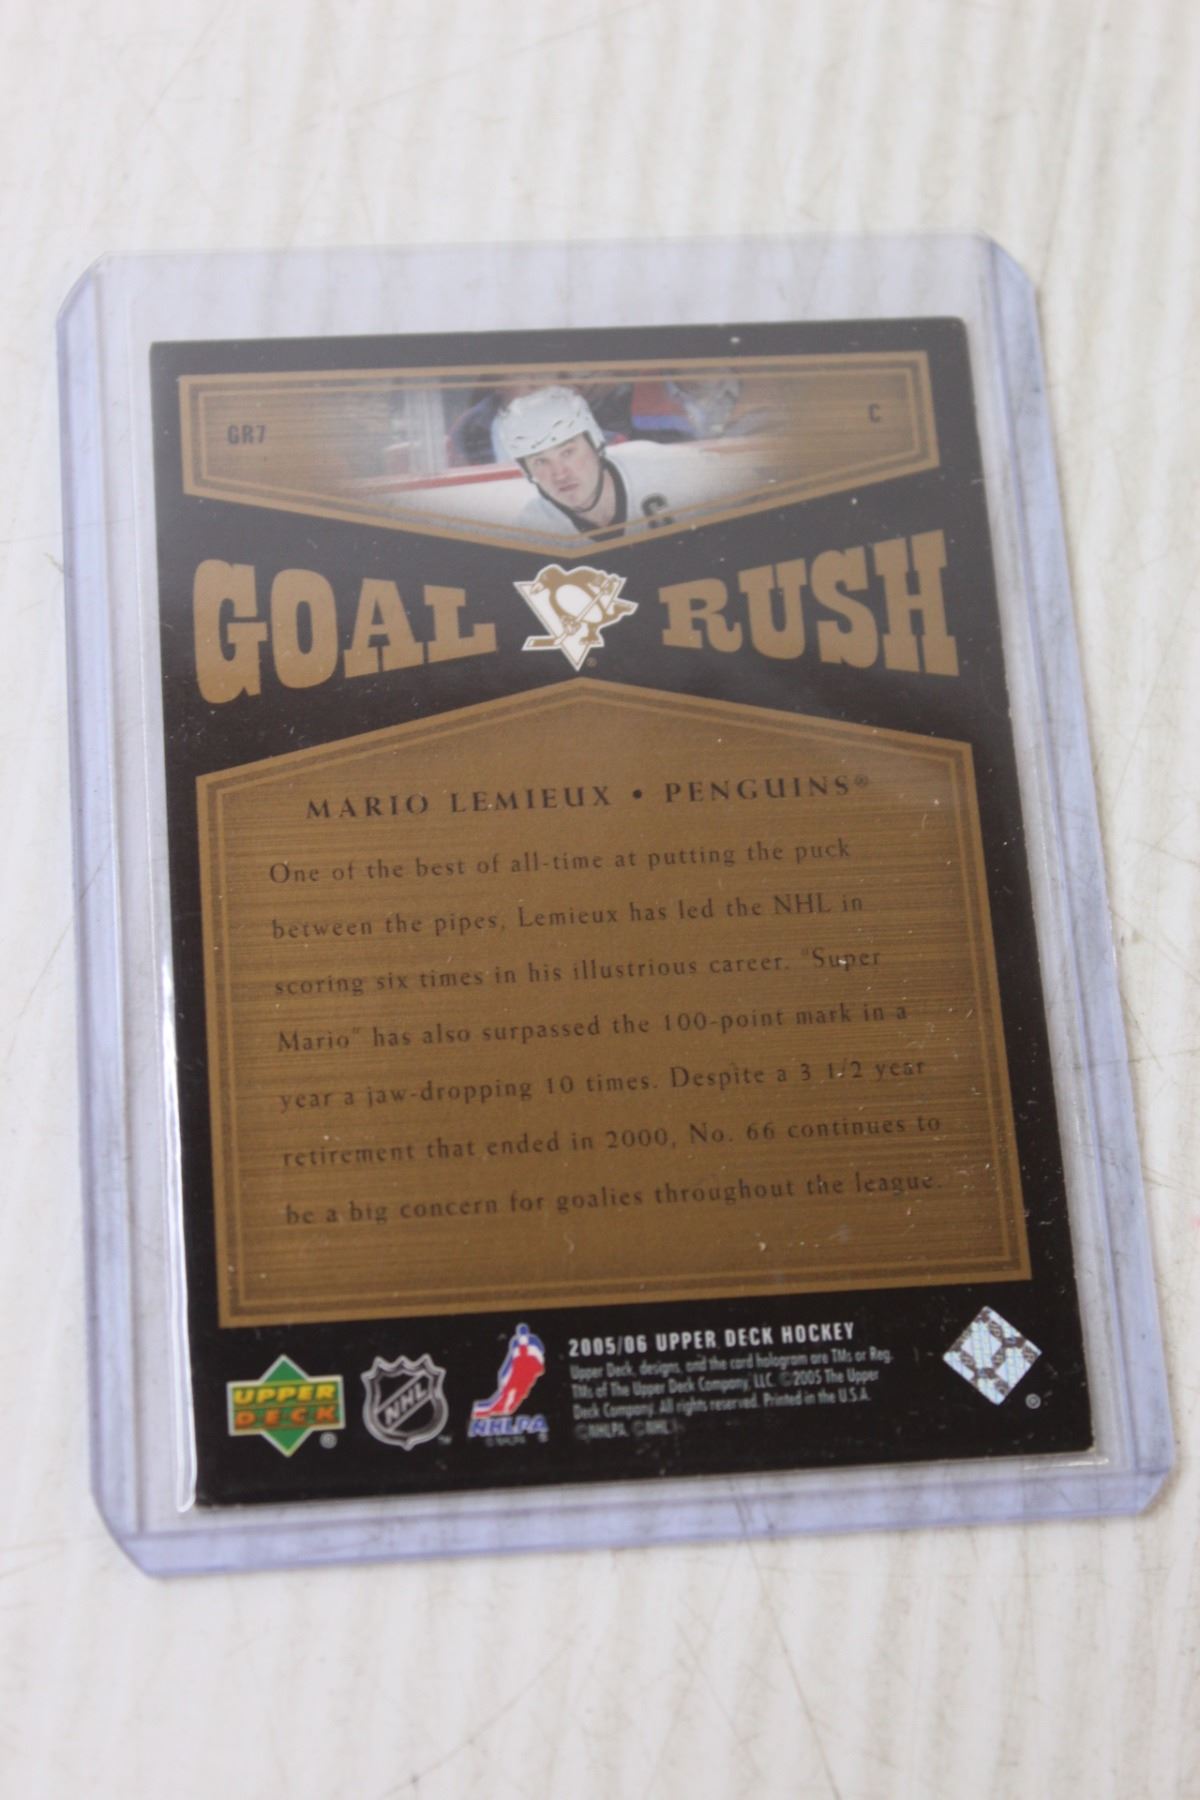 GR7 C
GOAL RUSH
MARIO LEMIEUX • PENGUINS®
One of the best of all-time at putting the puck
between the pipes, Lemieux has led the NHL in
scoring six times in his illustrious career. "Super
Mario" has also surpassed the 100-point mark in a
year a jaw-dropping 10 times. Despite a 3 1/2 year
retirement that ended in 2000, No. 66 continues to
be a big concern for goalies throughout the league.
2005/06 UPPER DECK HOCKEY
Upper Deck, designs, and the card hologram are TMs or Reg.
TMs of The Upper Deck Company, LLC. ©2005 The Upper
Deck Company. All rights reserved. Printed in the U.S.A.
©NHLPA. ©NHL
UPPER
DECK
NHL
NHLPA